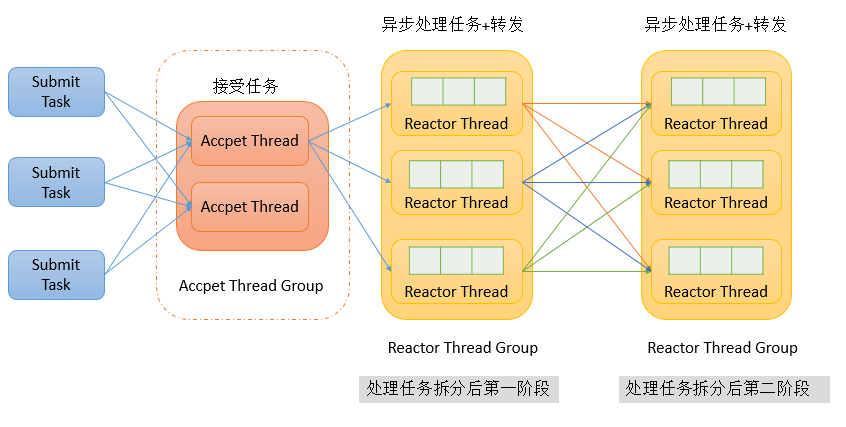 异步处理任务+转发
异步处理任务+转发
Submit
Task
Submit
Task
Submit
Task
接受任务
Accpet Thread
Accpet Thread
Accpet Thread Group
Reactor Thread
Reactor Thread
Reactor Thread
Reactor Thread Group
处理任务拆分后第一阶段
Reactor Thread
Reactor Thread
Reactor Thread
Reactor Thread Group
处理任务拆分后第二阶段